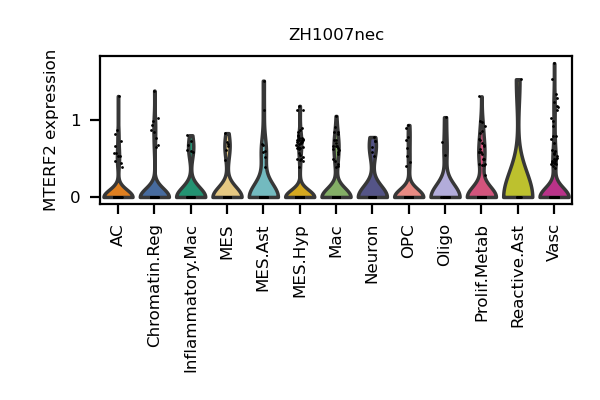 ZH1007nec
MTERF2 expression
1
0
AC
Chromatin.Reg
Inflammatory.Mac
MES
MES.Ast
MES.Hyp
Mac
Neuron
OPC
Oligo
Prolif.Metab
Reactive.Ast
Vasc